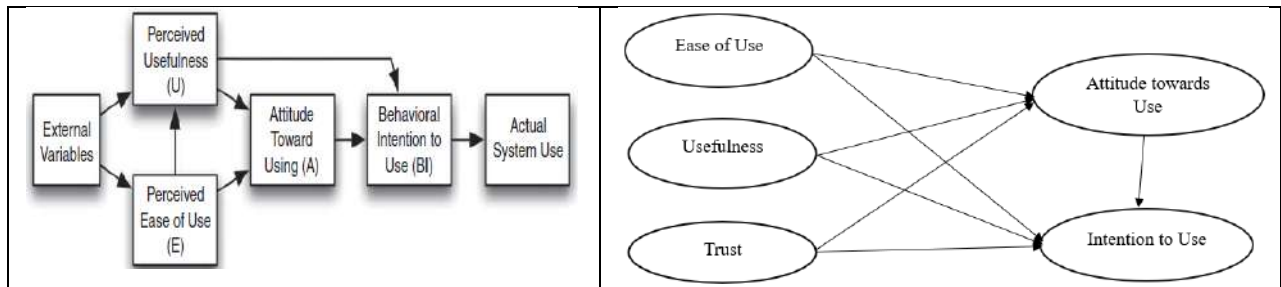 Perceived
Usefulness
(U)
External
Variables
Perceived
Ease of Use
(E)
Attitude
Toward
Using (A)
Behavioral
Intention to
Use (BI)
Actual
System Use
Ease of Use
Usefulness
Trust
Attitude towards
Use
Intention to Use